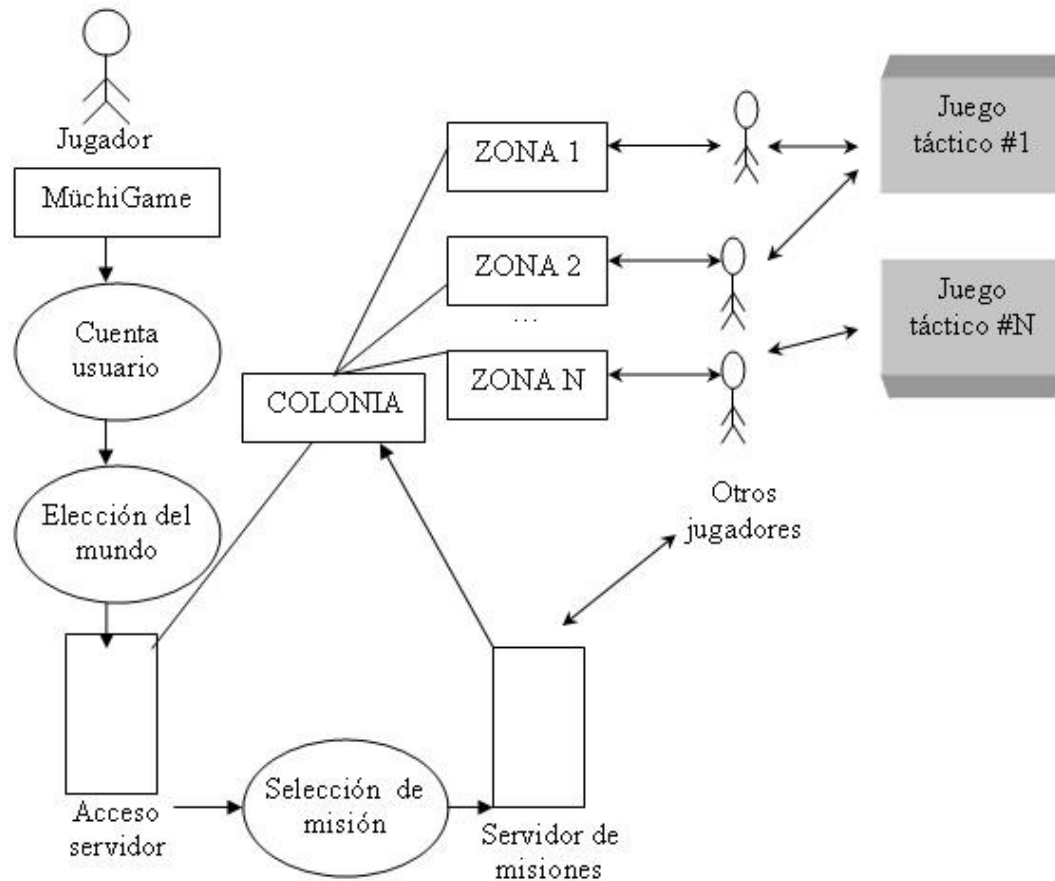 Jugador
MüchiGame
Cuenta
usuario
Elección del
mundo
Acceso
servidor
Selección de
misión
Servidor de
misiones
COLONIA
ZONA 1
ZONA 2
...
ZONA N
Otros
jugadores
Juego
táctico #1
Juego
táctico #N